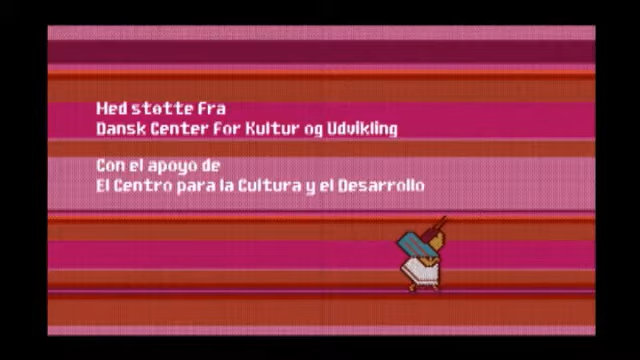 Med støtte fra
Dansk Center for Kultur og Udvikling
Con el apoyo de
El Centro para la Cultura y el Desarrollo